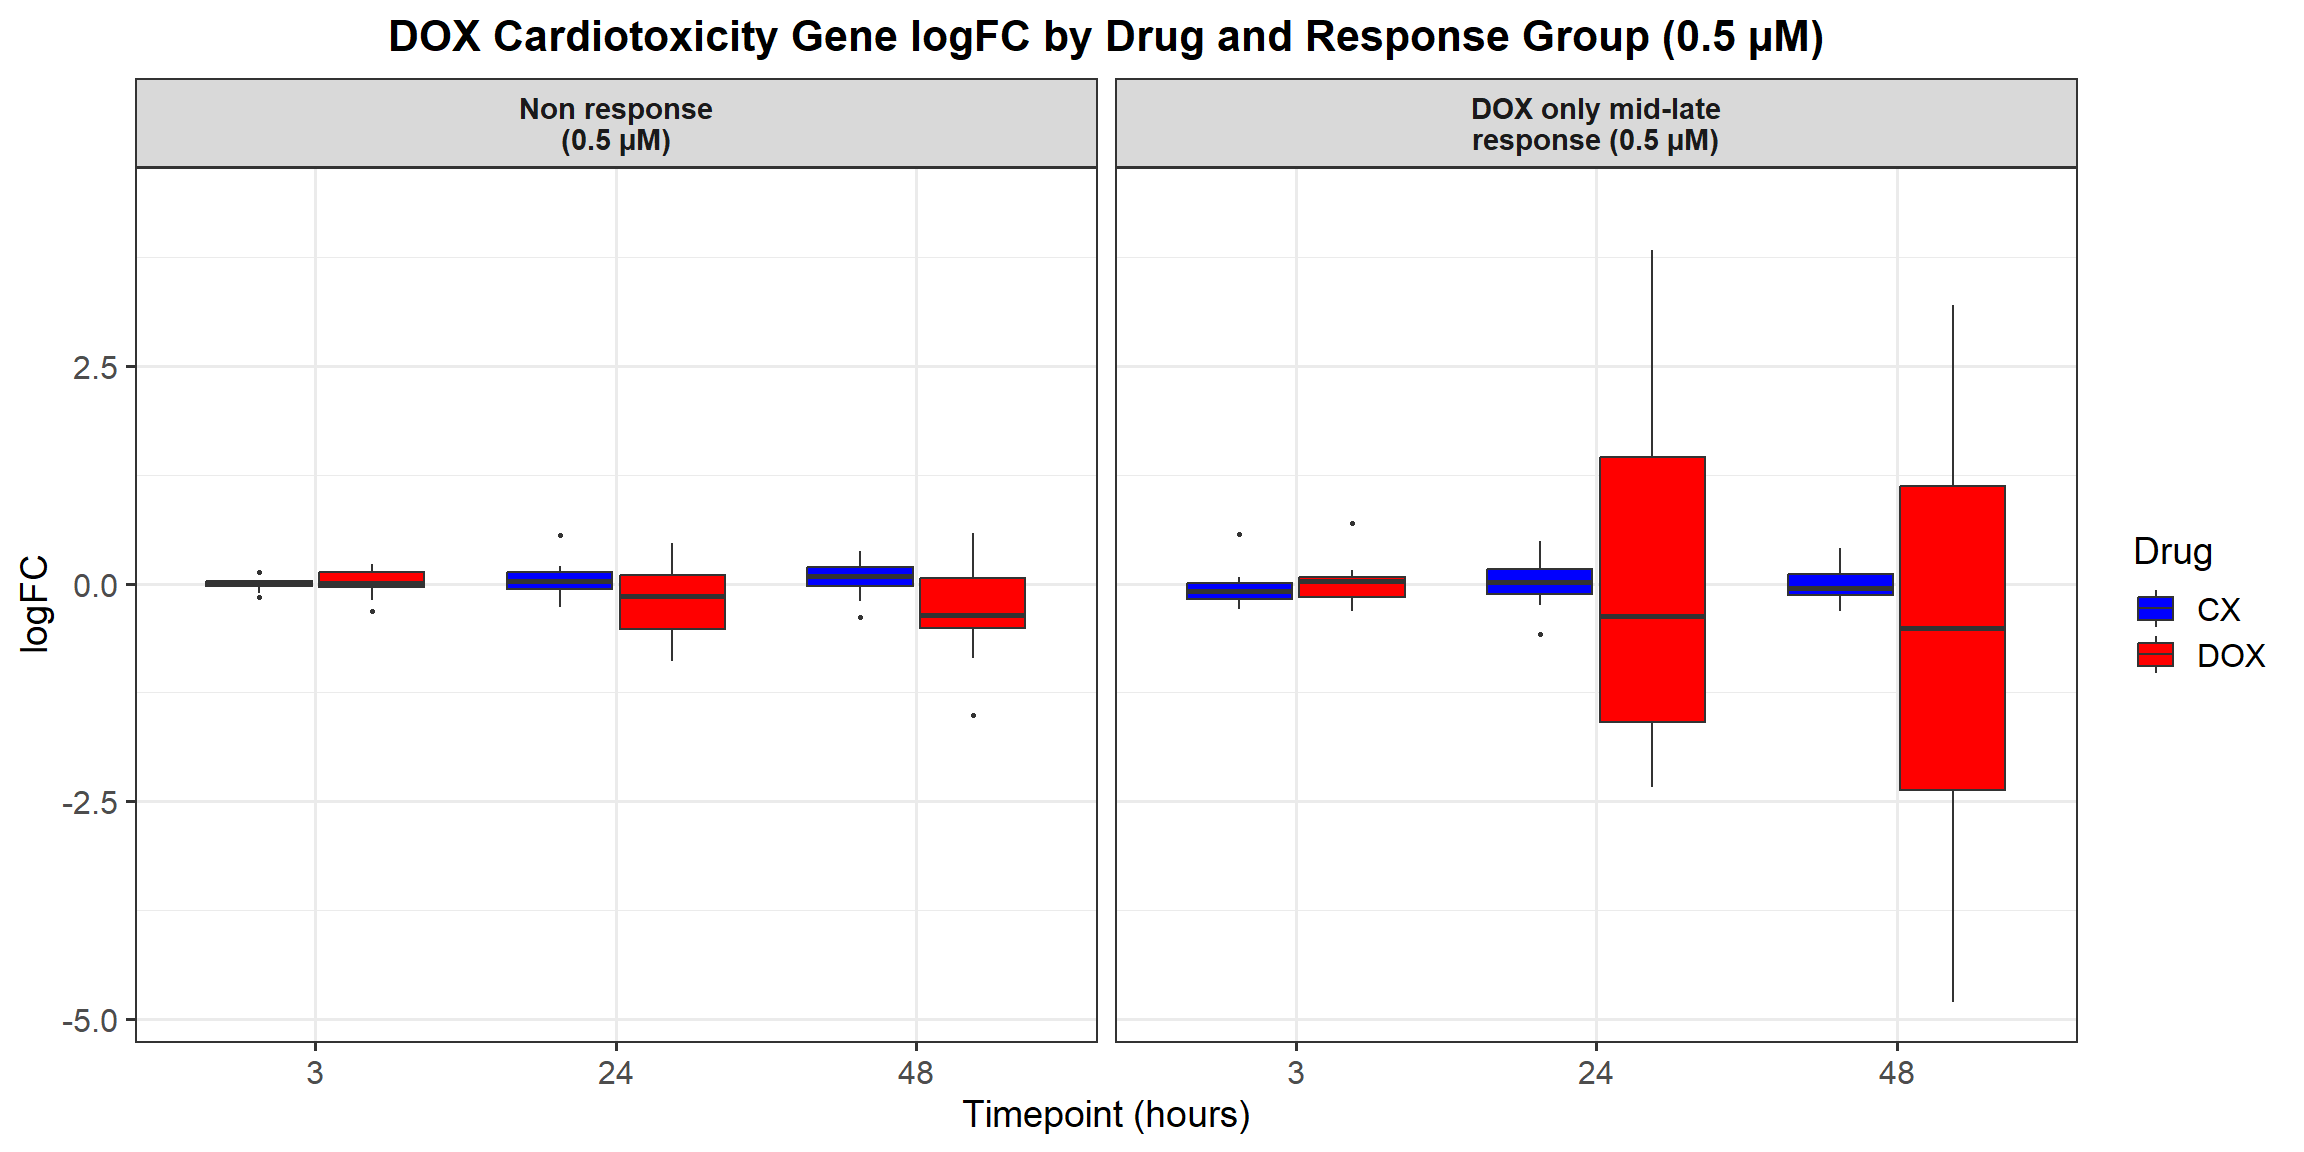 DOX Cardiotoxicity Gene logFC by Drug and Response Group (0.5 µM)
Non response
(0.5 µM)
DOX only mid-late
response (0.5 µM)
logFC
2.5
0.0
-2.5
-5.0
3
24
48
3
24
48
Timepoint (hours)
Drug
CX
DOX